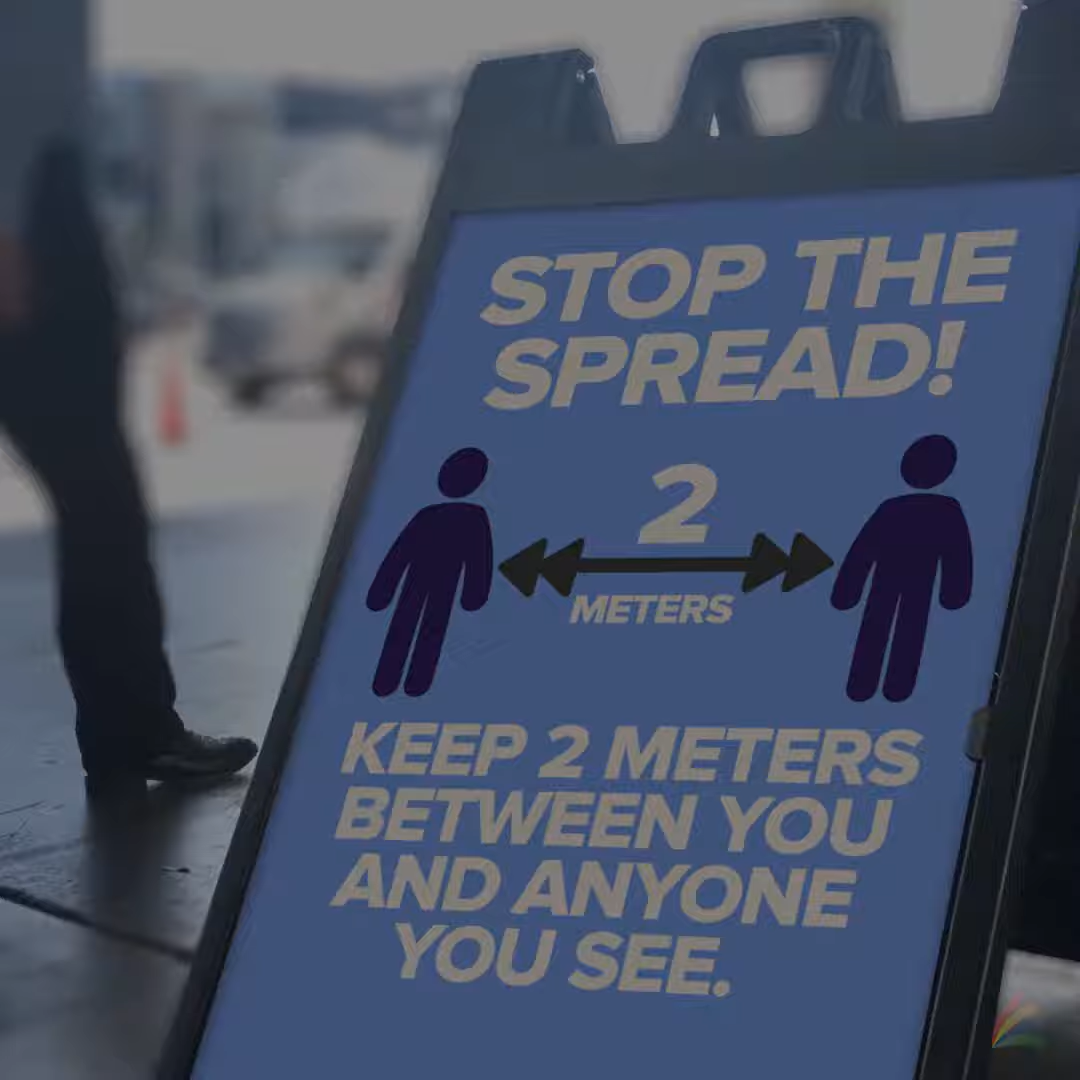 STOP THE
SPREAD!
2
METERS
KEEP 2 METERS
BETWEEN YOU
AND ANYONE
YOU SEE.